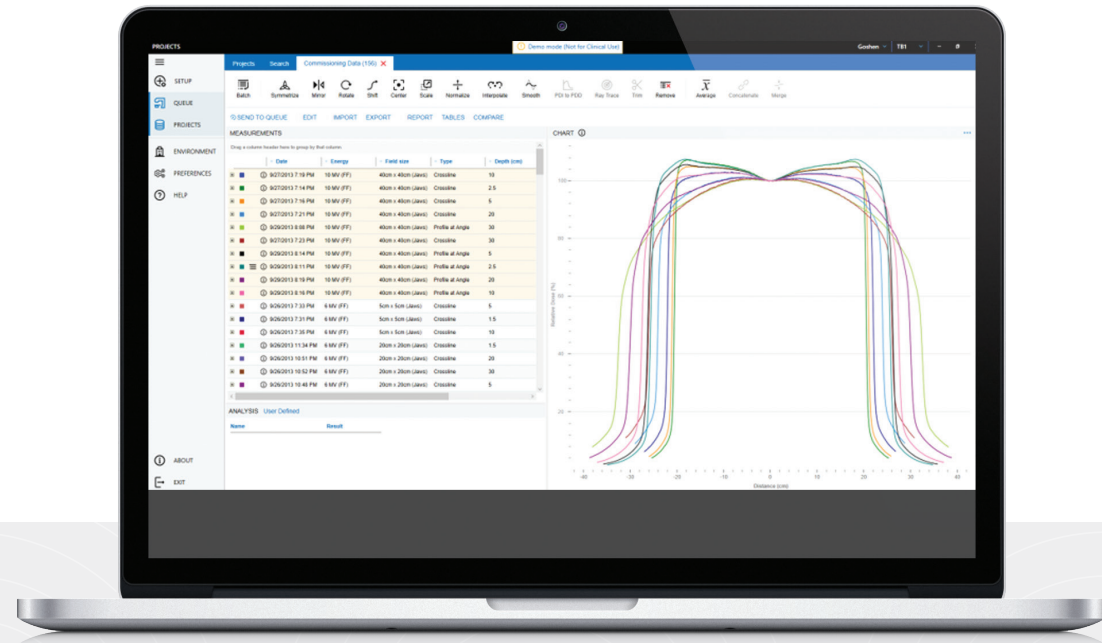 PROJECTS
Demo mode (Not for Clinical Use)
Goshen TB1
SETUP
QUEUE
PROJECTS
ENVIRONMENT
PREFERENCES
HELP
ABOUT
EXIT
Projects Search Commissioning Data (156)
Batch Symmetrize Mirror Rotate Shift Center Scale Normalize Interpolate Smooth PDI to PDD Ray Trace Trim Remove Average Concatenate Merge
SEND TO QUEUE EDIT IMPORT EXPORT REPORT TABLES COMPARE
MEASUREMENTS
Drag a column header here to group by that column
Date Energy Field size Type Depth (cm)
9/27/2013 7:19 PM 10 MV (FF) 40cm x 40cm (Jaws) Crossline 10
9/27/2013 7:14 PM 10 MV (FF) 40cm x 40cm (Jaws) Crossline 2.5
9/27/2013 7:16 PM 10 MV (FF) 40cm x 40cm (Jaws) Crossline 5
9/27/2013 7:21 PM 10 MV (FF) 40cm x 40cm (Jaws) Crossline 20
9/29/2013 8:08 PM 10 MV (FF) 40cm x 40cm (Jaws) Profile at Angle 30
9/27/2013 7:23 PM 10 MV (FF) 40cm x 40cm (Jaws) Crossline 30
9/29/2013 8:14 PM 10 MV (FF) 40cm x 40cm (Jaws) Profile at Angle 5
9/29/2013 8:11 PM 10 MV (FF) 40cm x 40cm (Jaws) Profile at Angle 2.5
9/29/2013 8:19 PM 10 MV (FF) 40cm x 40cm (Jaws) Profile at Angle 20
9/29/2013 8:16 PM 10 MV (FF) 40cm x 40cm (Jaws) Profile at Angle 10
9/26/2013 7:33 PM 6 MV (FF) 5cm x 5cm (Jaws) Crossline 5
9/26/2013 7:31 PM 6 MV (FF) 5cm x 5cm (Jaws) Crossline 1.5
9/26/2013 7:35 PM 6 MV (FF) 5cm x 5cm (Jaws) Crossline 10
9/26/2013 11:34 PM 6 MV (FF) 20cm x 20cm (Jaws) Crossline 1.5
9/26/2013 10:51 PM 6 MV (FF) 20cm x 20cm (Jaws) Crossline 20
9/26/2013 10:52 PM 6 MV (FF) 20cm x 20cm (Jaws) Crossline 30
9/26/2013 10:48 PM 6 MV (FF) 20cm x 20cm (Jaws) Crossline 5
ANALYSIS User Defined
Name Result
CHART
100
80
60
40
20
Relative Dose (%)
-40 -30 -20 -10 0 10 20 30 40
Distance (cm)